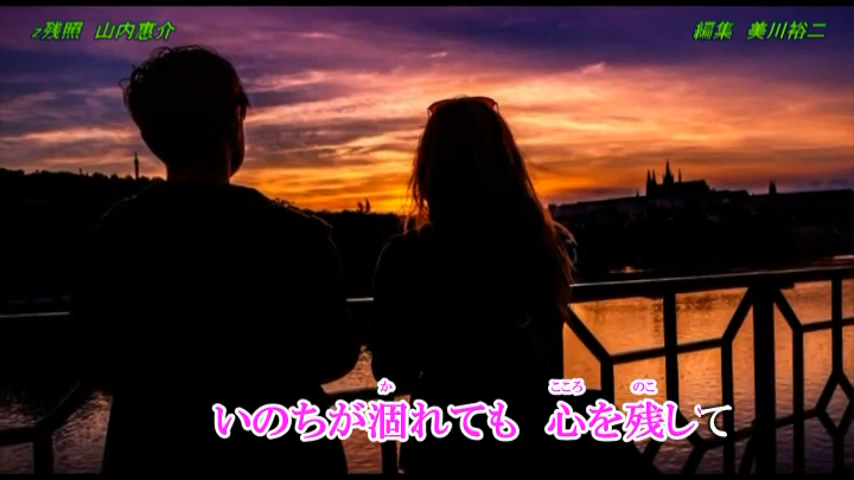 z残照 山内惠介
編集 美川裕二
いのちが涸れても 心を残して
か こころ のこ